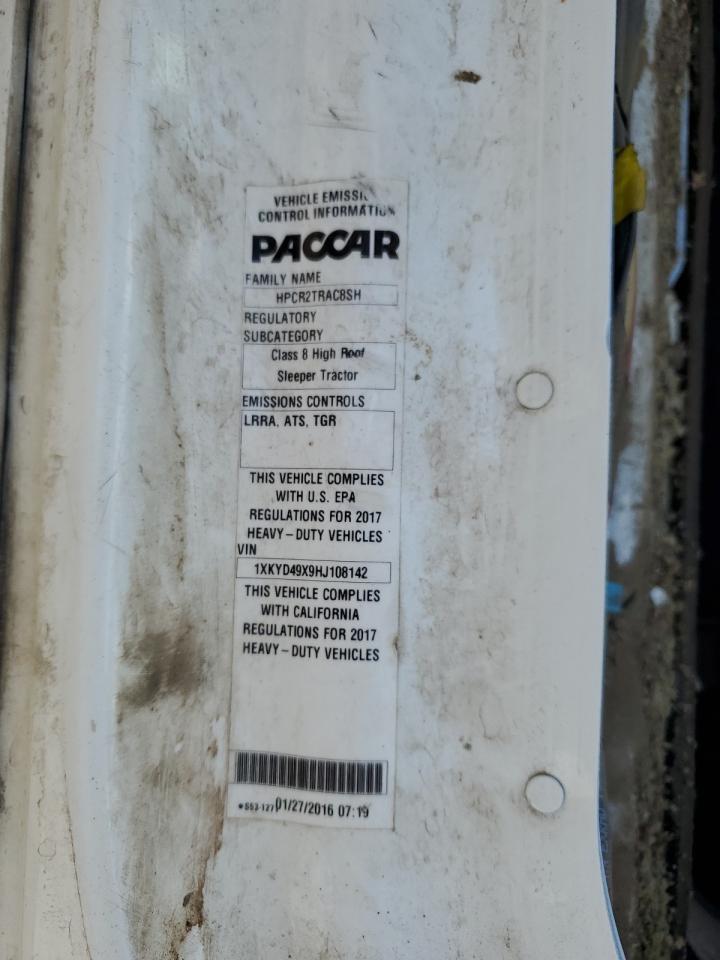 VEHICLE EMISSI
CONTROL INFORMATION
PACCAR
FAMILY NAME
HPCR2TRAC8SH
REGULATORY
SUBCATEGORY
Class 8 High Roof
Sleeper Tractor
EMISSIONS CONTROLS
LRRA, ATS, TGR
THIS VEHICLE COMPLIES
WITH U.S. EPA
REGULATIONS FOR 2017
HEAVY-DUTY VEHICLES
VIN
1XKYD49X9HJ108142
THIS VEHICLE COMPLIES
WITH CALIFORNIA
REGULATIONS FOR 2017
HEAVY-DUTY VEHICLES
01/27/2016 07:19